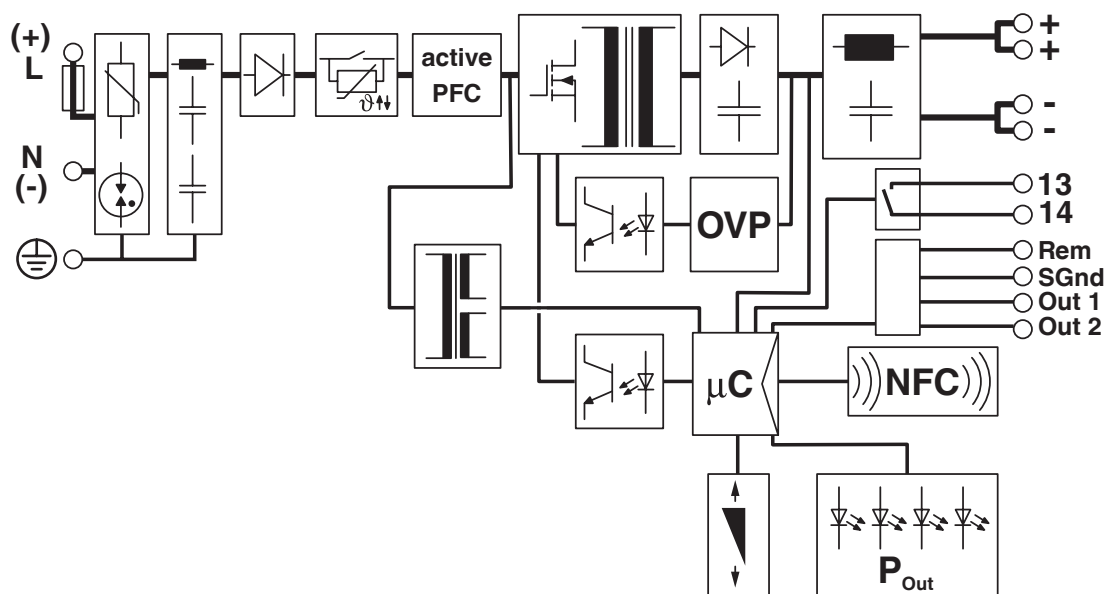 (+)
L
N
(-)
active
PFC
ϑ
+
+
-
-
13
14
OVP
Rem
SGnd
Out 1
Out 2
μC
NFC
P Out